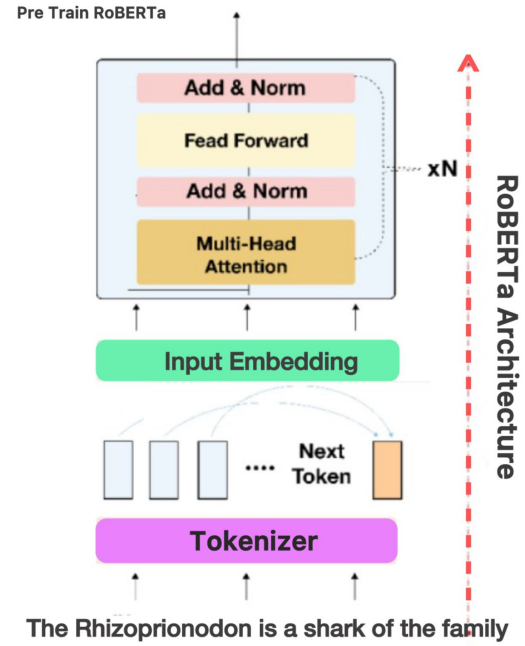 Pre Train RoBERTa
Add & Norm
Fead Forward
Add & Norm
Multi-Head
Attention
xN
RoBERTa Architecture
Input Embedding
....
Next
Token
Tokenizer
The Rhizoprionodon is a shark of the family